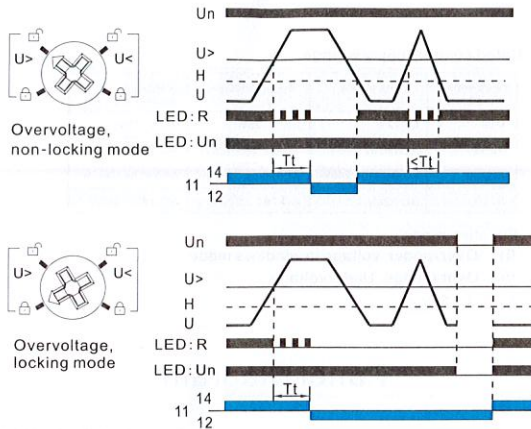 Un
U> U<
U>
H
U
LED:R
LED:Un
Overvoltage,
non-locking mode
Tt
<Tt
14
11
12
Un
U> U<
U>
H
U
LED:R
LED:Un
Overvoltage,
locking mode
Tt
14
11
12